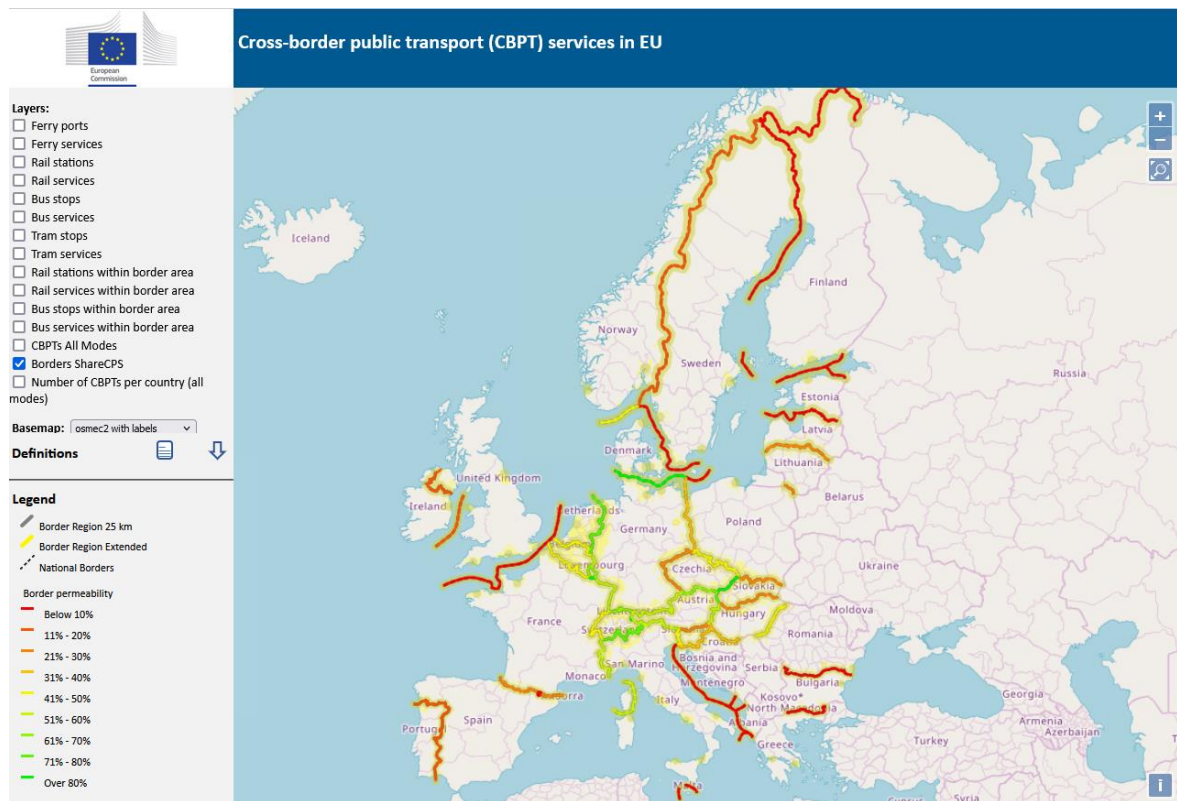 European
Commission
Cross-border public transport (CBPT) services in EU
Layers:
Ferry ports
Ferry services
Rail stations
Rail services
Bus stops
Bus services
Tram stops
Tram services
Rail stations within border area
Rail services within border area
Bus stops within border area
Bus services within border area
CBPTs All Modes
Borders ShareCPS
Number of CBPTs per country (all
modes)
Basemap: osmec2 with labels
Definitions
Legend
Border Region 25 km
Border Region Extended
National Borders
Border permeability
Below 10%
11% - 20%
21% - 30%
31% - 40%
41% - 50%
51% - 60%
61% - 70%
71% - 80%
Over 80%
+
−
Iceland
Finland
Norway
Sweden
Russia
Estonia
Latvia
Denmark
Lithuania
United Kingdom
Ireland
Netherlands
Belarus
Germany
Poland
Luxembourg
Czechia
Ukraine
Slovakia
Austria
Liechtenstein
France
Hungary
Moldova
Switzerland
Slovenia
Croatia
Romania
San Marino
Bosnia and
Herzegovina
Serbia
Monaco
Montenegro
Bulgaria
Andorra
Italy
Kosovo*
North Macedonia
Georgia
Portugal
Spain
Albania
Armenia
Azerbaijan
Greece
Turkey
Malta
Cyprus
Syria
i